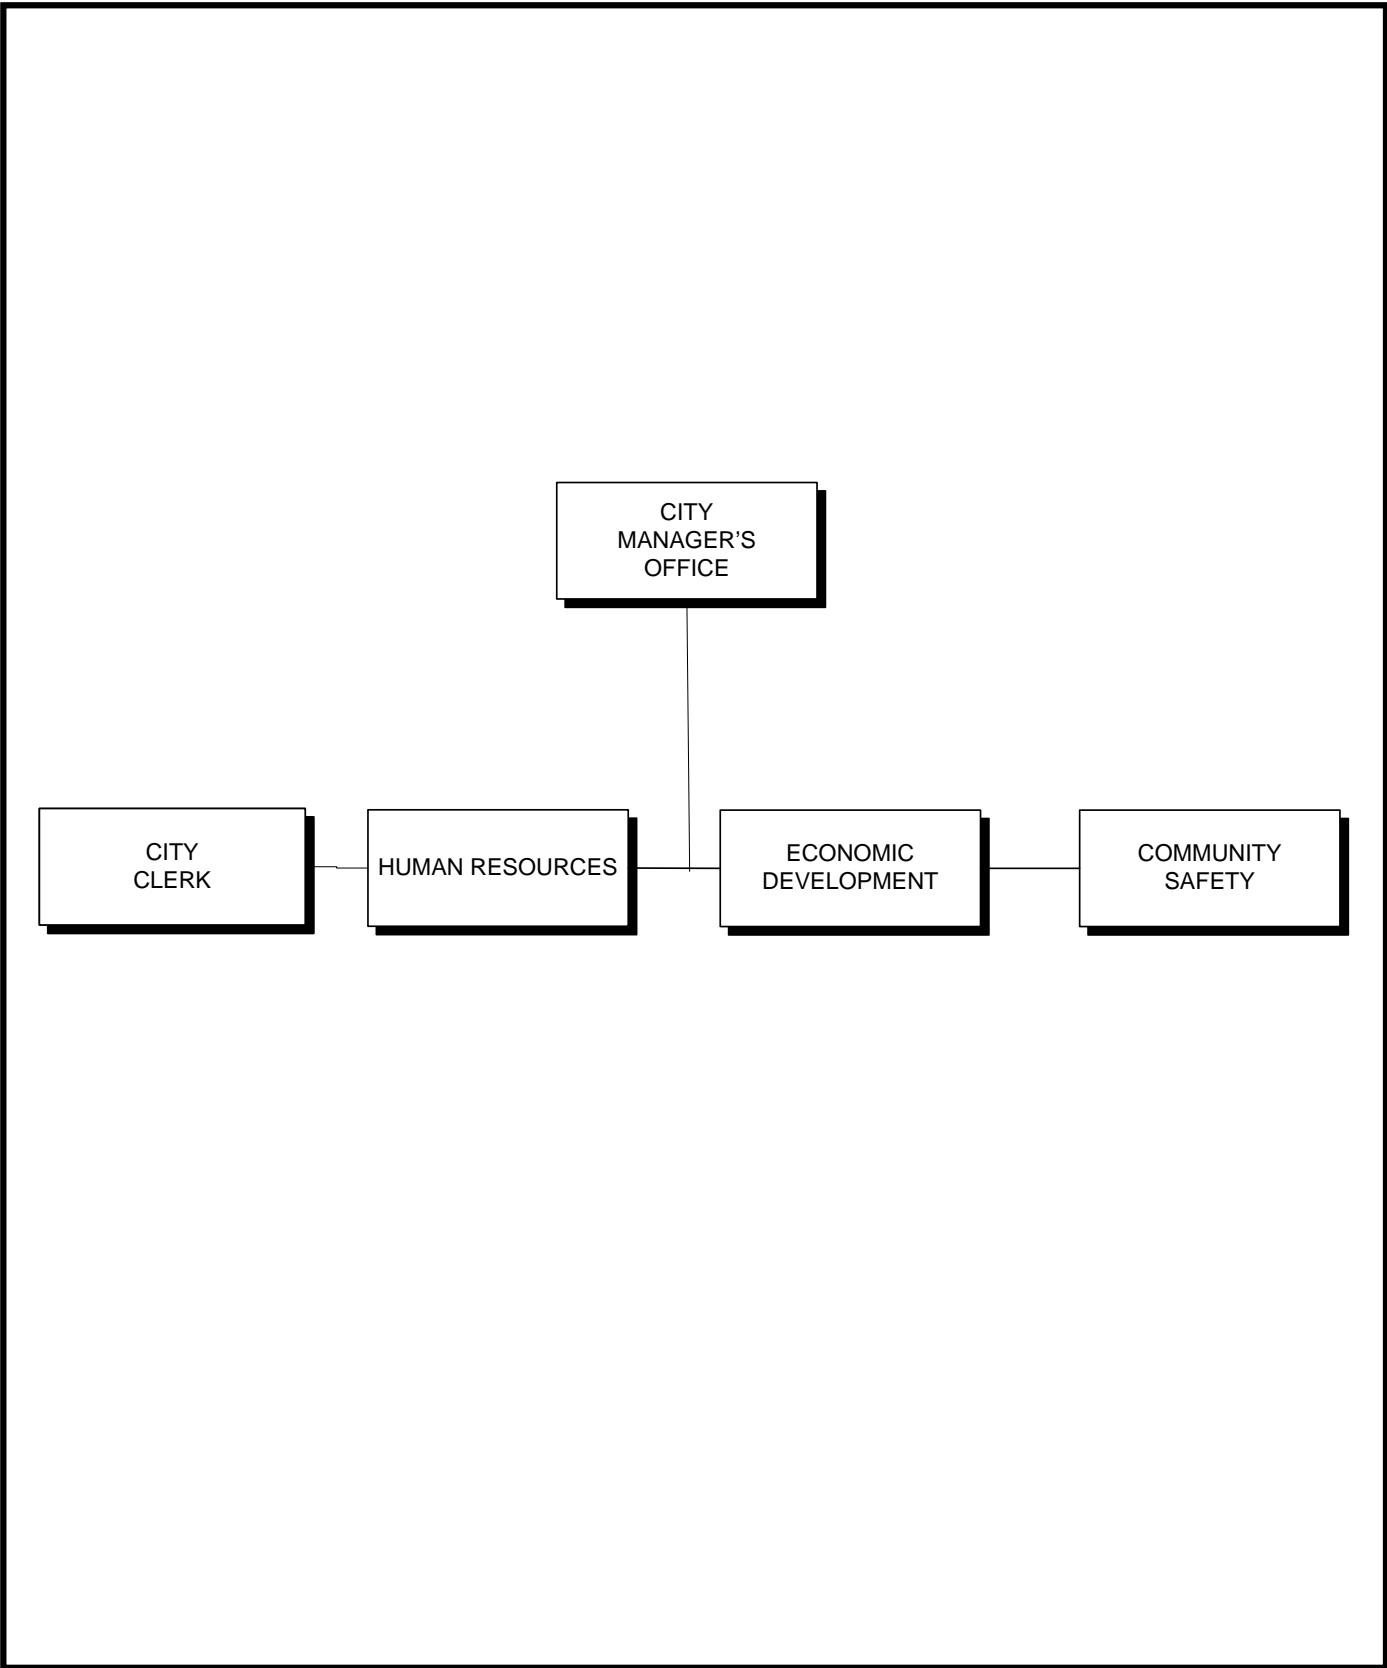 CITY
MANAGER’S
OFFICE
CITY
CLERK
HUMAN RESOURCES
ECONOMIC
DEVELOPMENT
COMMUNITY
SAFETY